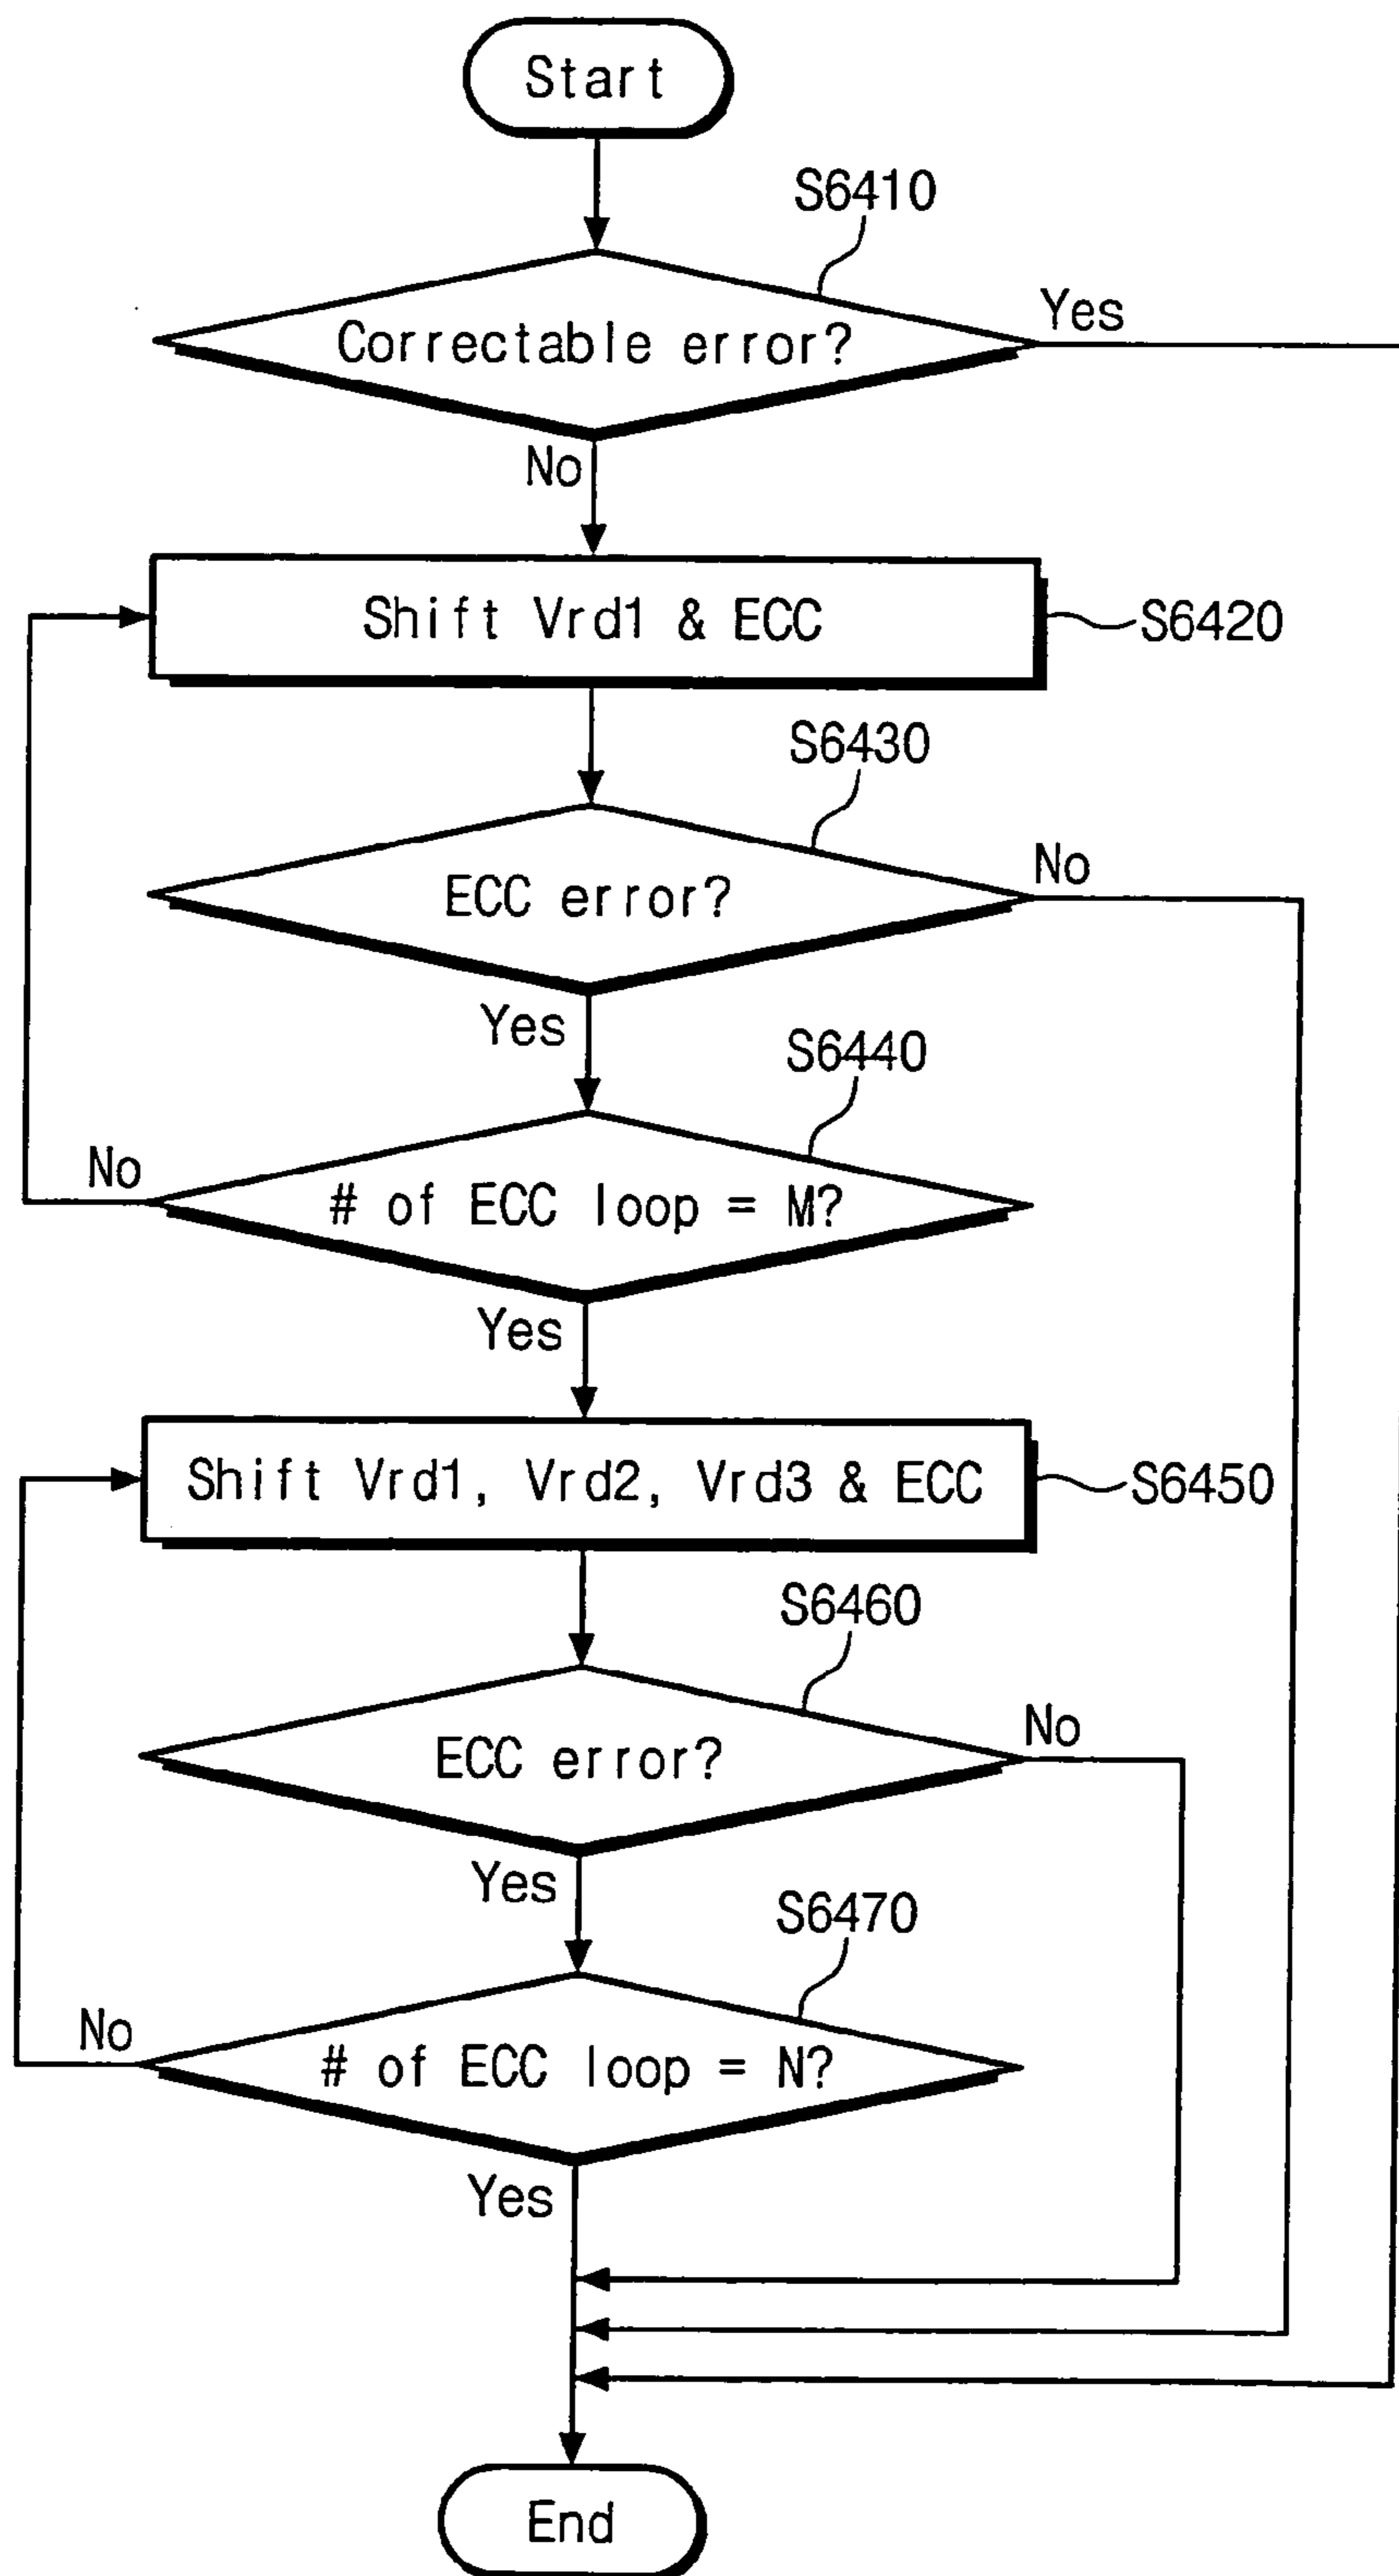 Start
S6410
Correctable error?
Yes
No
Shift Vrd1 & ECC
S6420
S6430
ECC error?
No
Yes
S6440
# of ECC loop = M?
No
Yes
Shift Vrd1, Vrd2, Vrd3 & ECC
S6450
S6460
ECC error?
No
Yes
S6470
# of ECC loop = N?
No
Yes
End